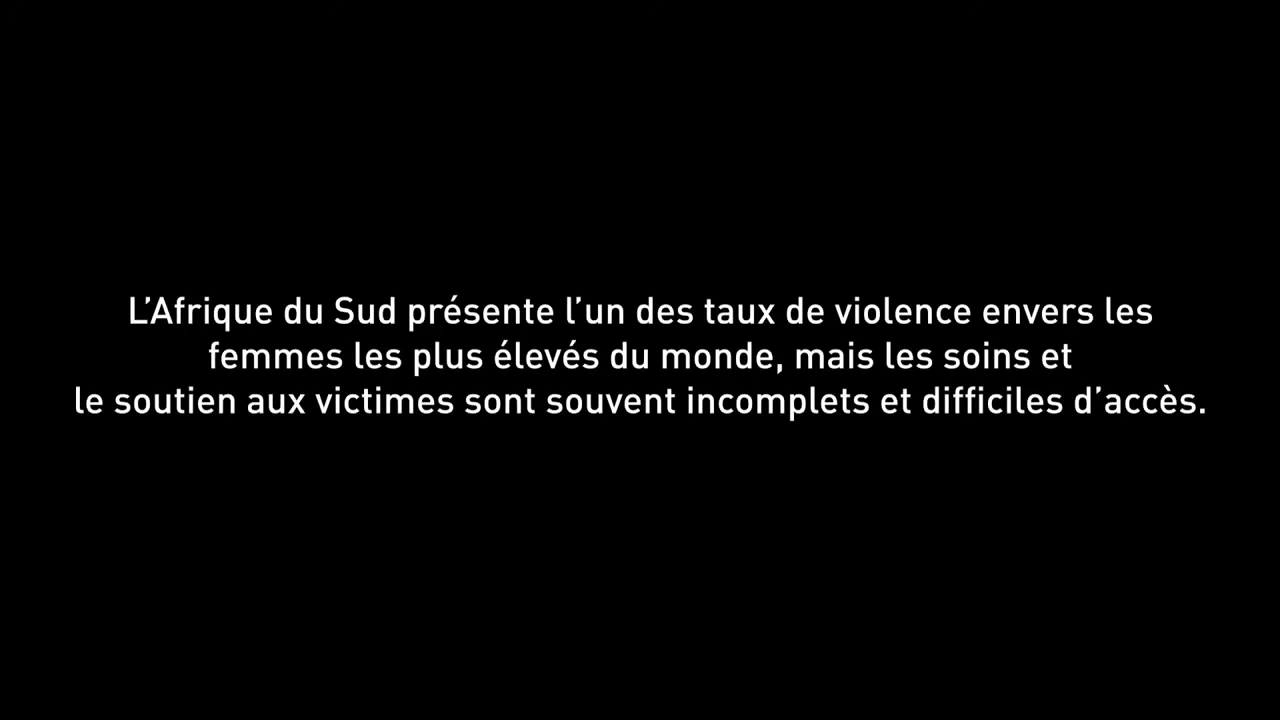 L’Afrique du Sud présente l’un des taux de violence envers les
femmes les plus élevés du monde, mais les soins et
le soutien aux victimes sont souvent incomplets et difficiles d’accès.